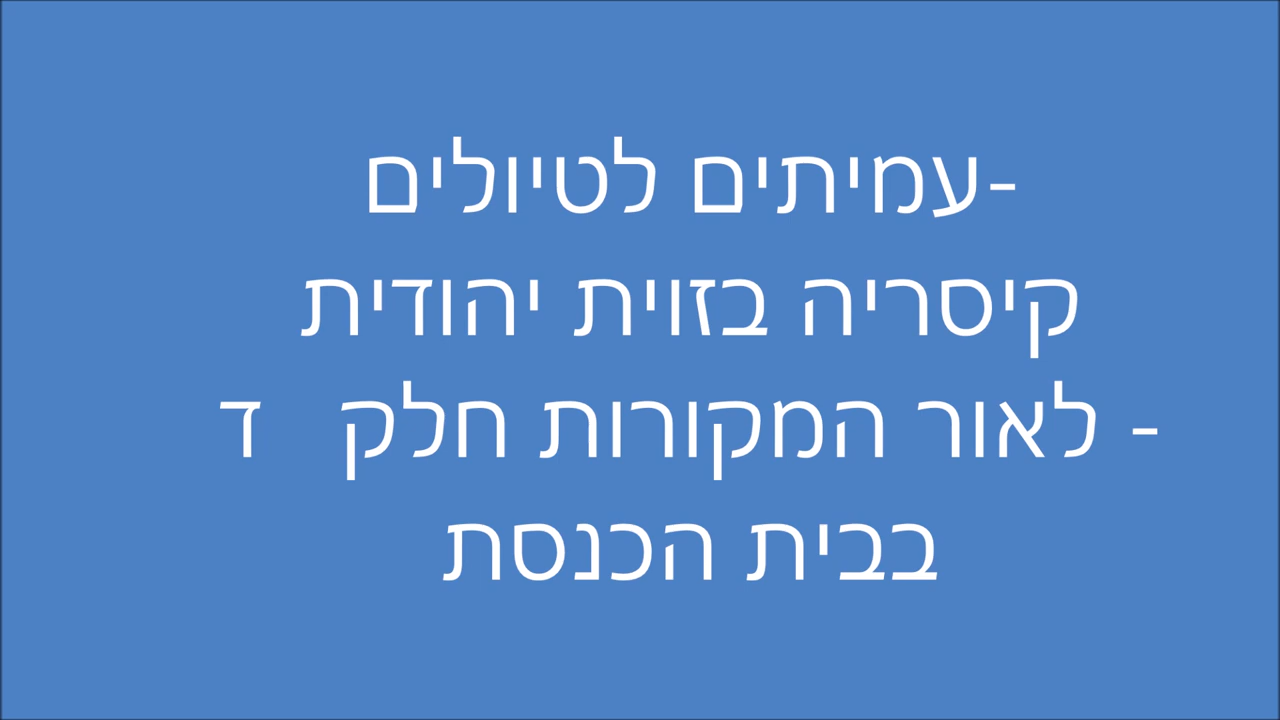 -עמיתים לטיולים
קיסריה בזוית יהודית
- לאור המקורות חלק ד
בבית הכנסת